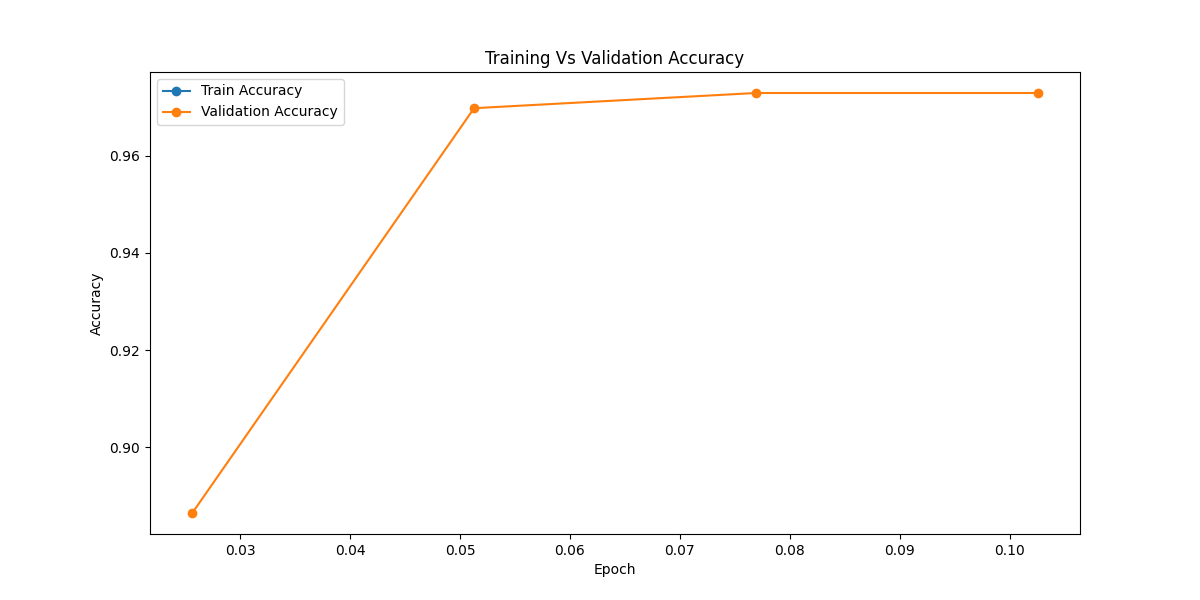 Training Vs Validation Accuracy
Train Accuracy
Validation Accuracy
0.96
0.94
0.92
0.90
Accuracy
0.03 0.04 0.05 0.06 0.07 0.08 0.09 0.10
Epoch